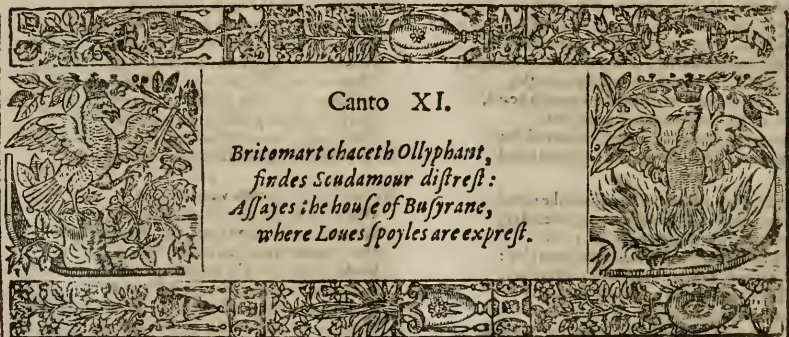 Canto XI.
Britomart chaceth Ollyphant,
findes Scudamour diſtreſt:
Aſſayes the houſe of Buſyrane,
where Loues ſpoyles are expreſt.